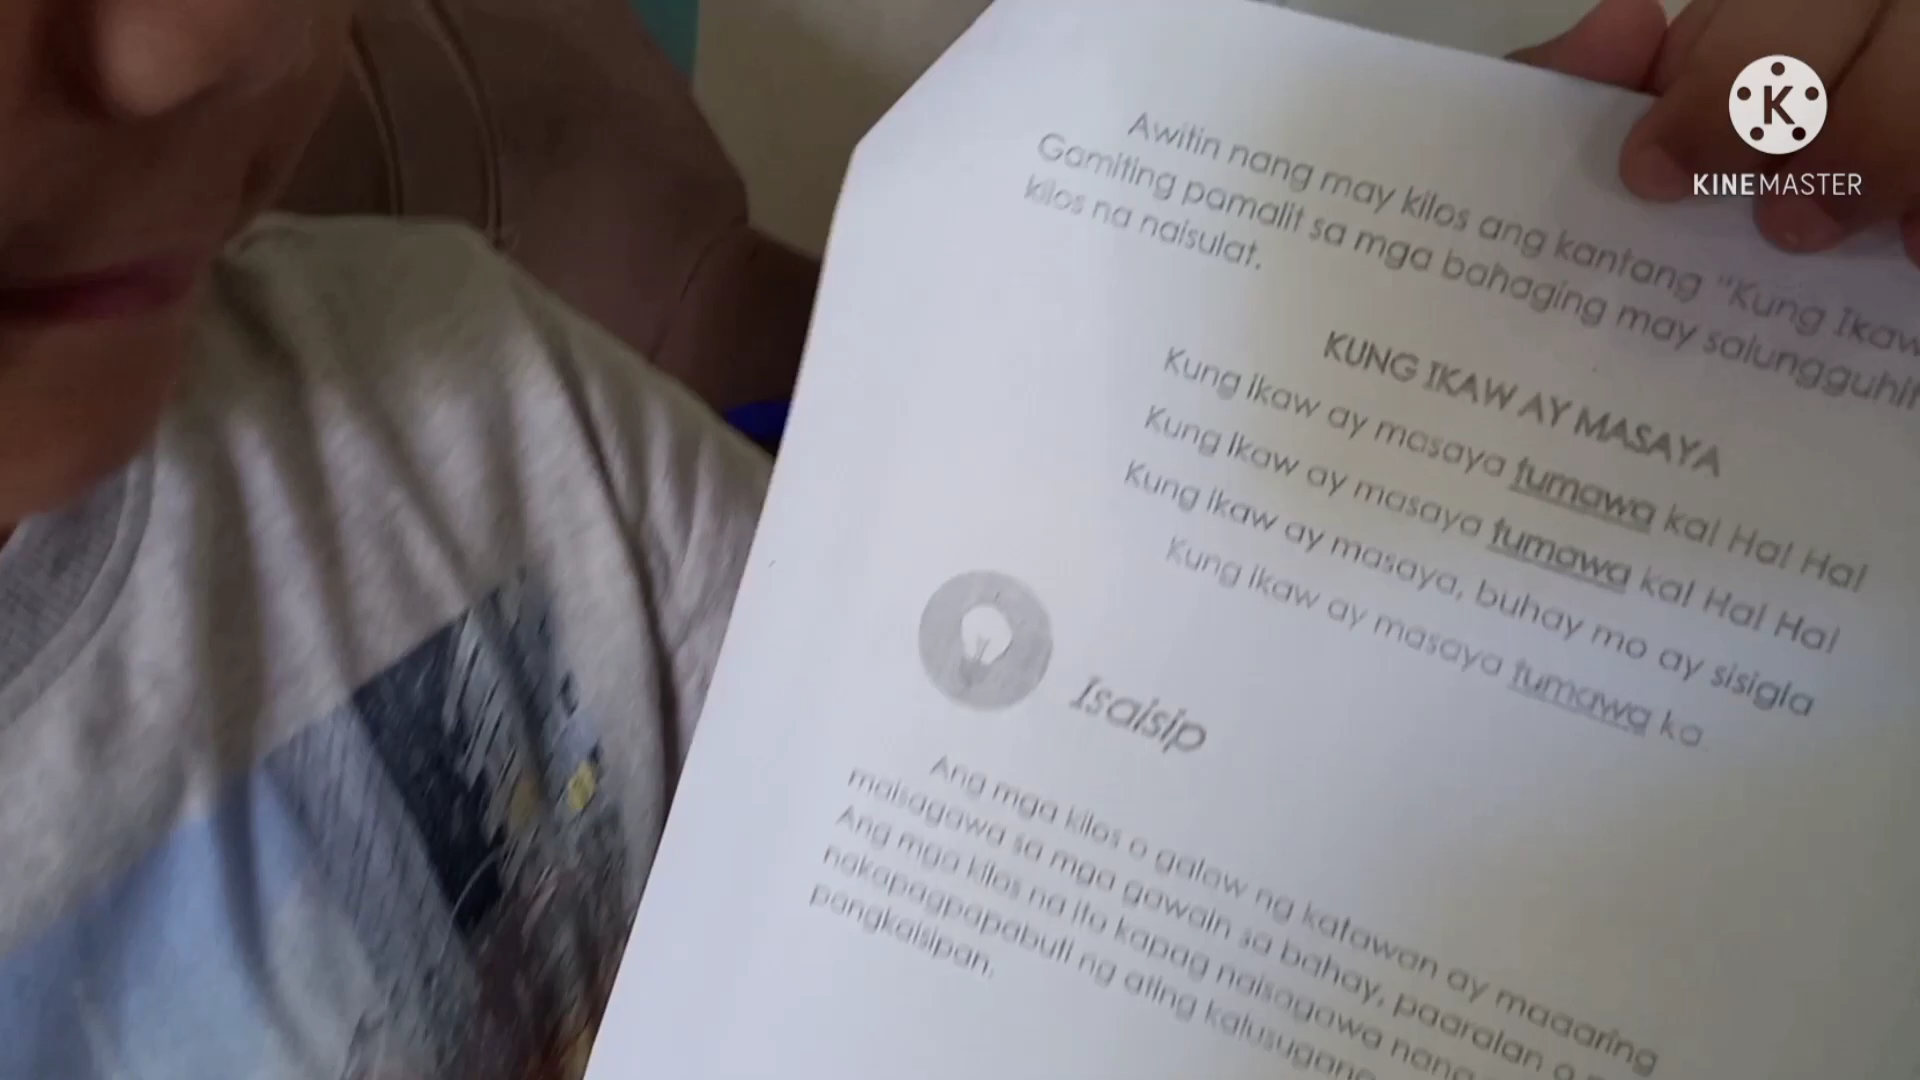 Awitin nang may kilos ang kantang "Kung Ikaw
Gamiting pamalit sa mga bahaging may salungguhit
kilos na naisulat.
KUNG IKAW AY MASAYA
Kung ikaw ay masaya tumawa ka! Ha! Ha!
Kung ikaw ay masaya tumawa ka! Ha! Ha!
Kung ikaw ay masaya, buhay mo ay sisigla
Kung ikaw ay masaya tumawa ka
Isaisip
Ang mga kilos o galaw ng katawan ay maaaring
maisagawa sa mga gawain sa bahay, paaralan o
Ang mga kilos na ito kapag naisagawa nang
nakapagpapabuti ng ating kalusugang
pangkaisipan.
KINEMASTER